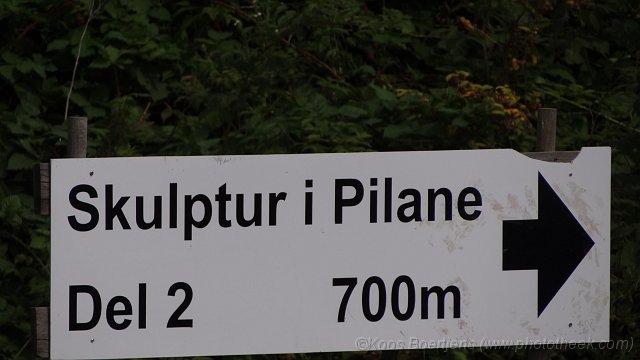 Skulptur i Pilane
Del 2 700m
©Koos Boertjens (www.phototheek.com)